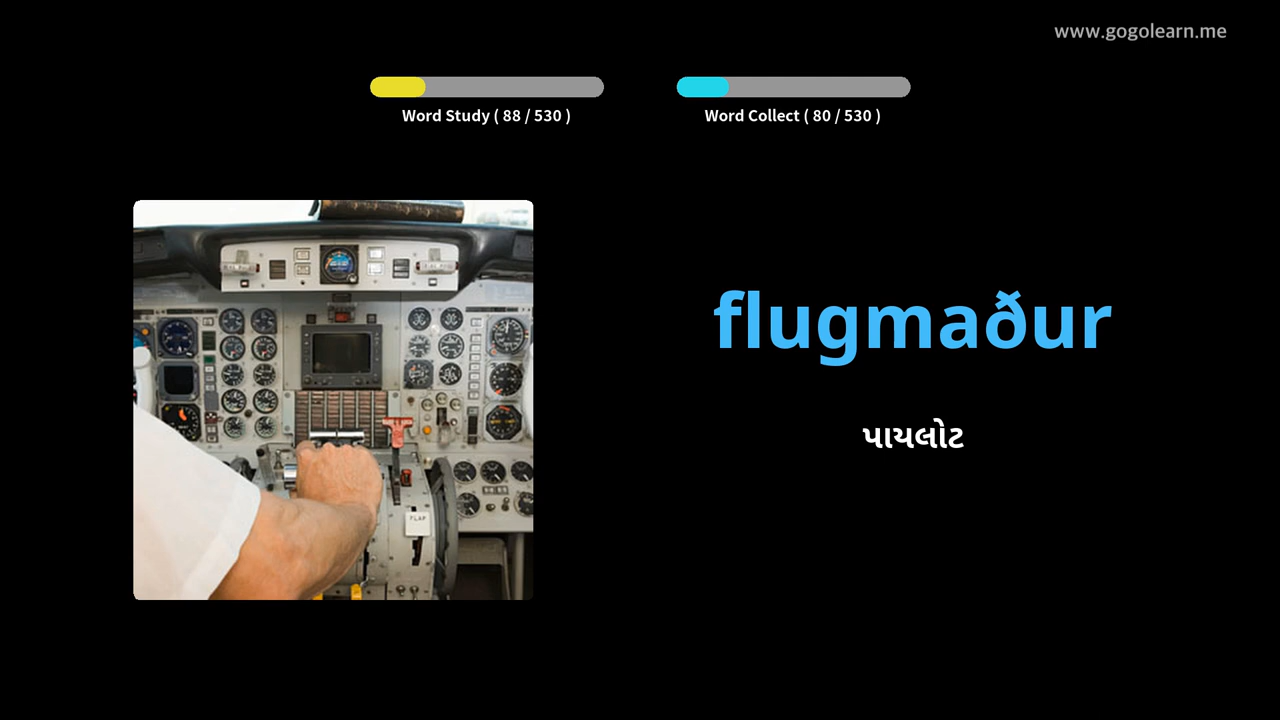 www.gogolearn.me
Word Study ( 88 / 530 )
Word Collect ( 80 / 530 )
flugmaður
પાયલોટ
FLAP